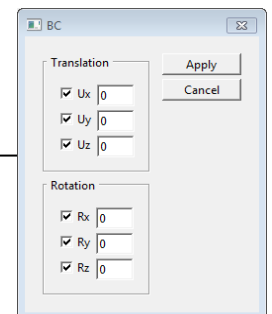 BC
Translation
Apply
Ux 0
Cancel
Uy 0
Uz 0
Rotation
Rx 0
Ry 0
Rz 0